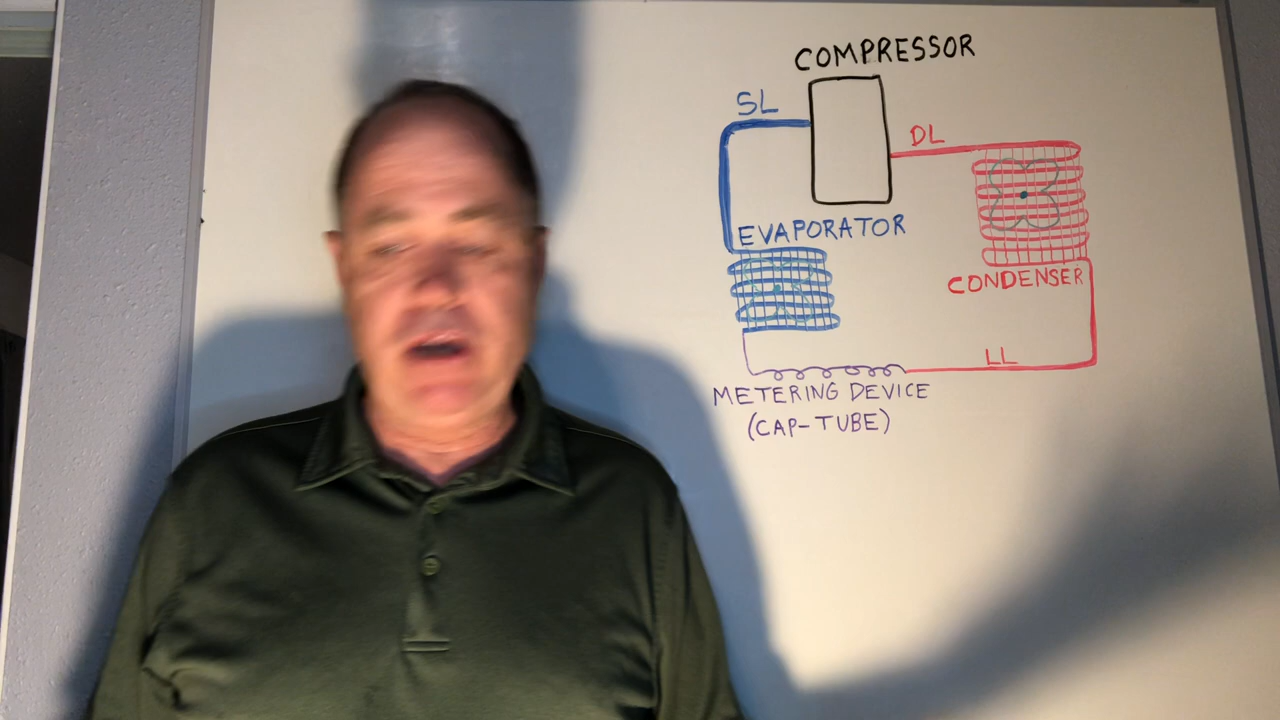 COMPRESSOR
SL
DL
EVAPORATOR
CONDENSER
LL
METERING DEVICE
(CAP-TUBE)